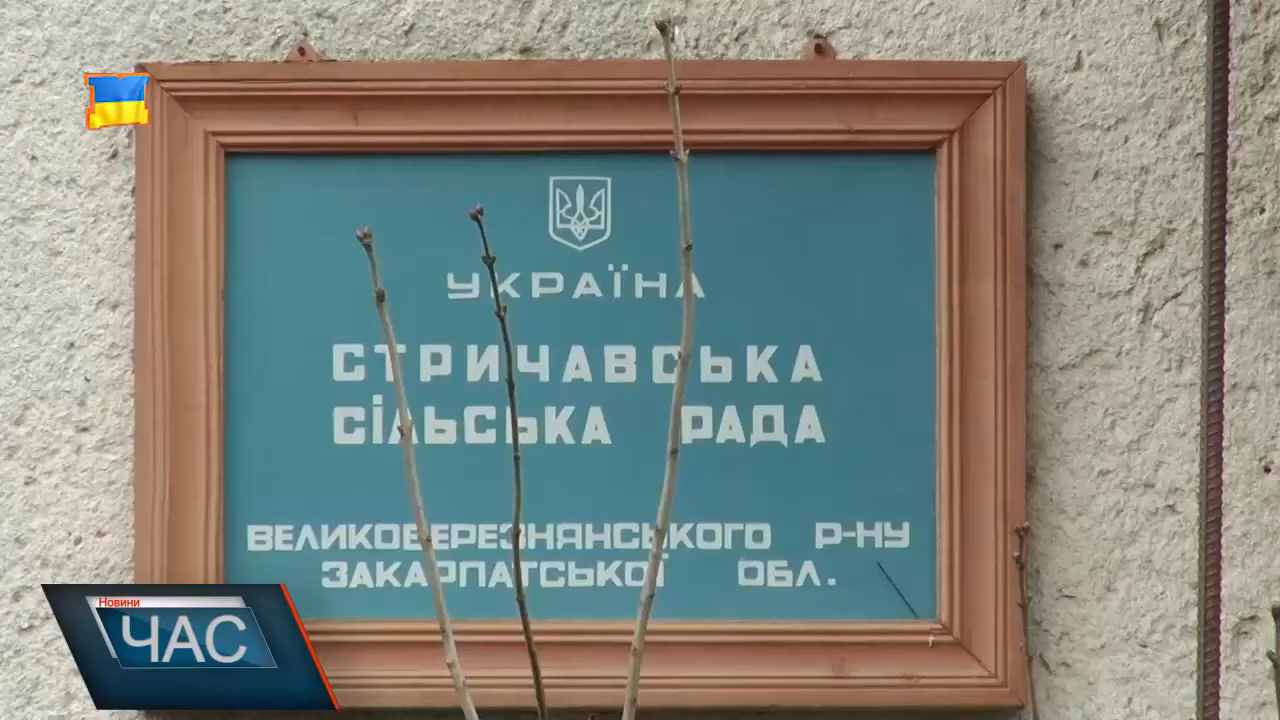 УКРАЇНА
СТРИЧАВСЬКА
СІЛЬСЬКА РАДА
ВЕЛИКОБЕРЕЗНЯНСЬКОГО Р-НУ
ЗАКАРПАТСЬКОЇ ОБЛ.
Новини
ЧАС